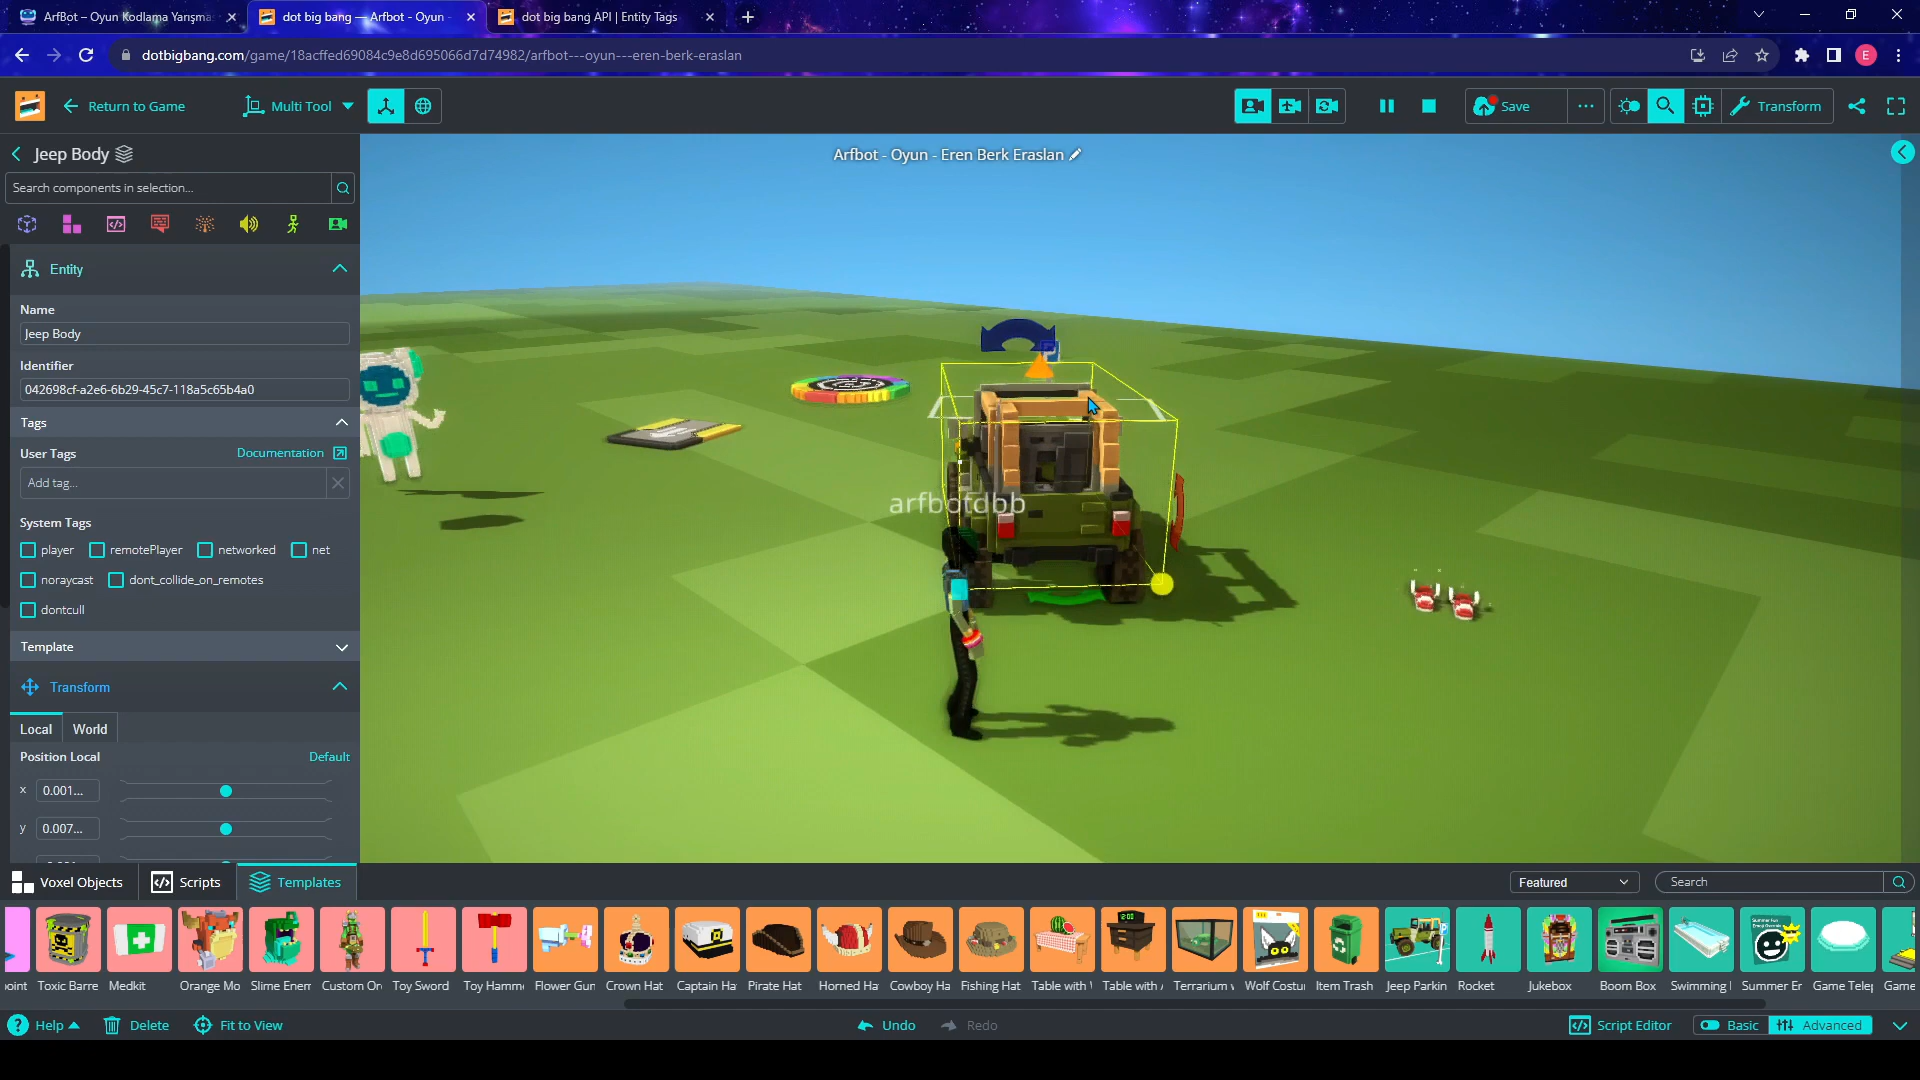 ArfBot – Oyun Kodlama Yarışma
dot big bang — Arfbot - Oyun -
dot big bang API | Entity Tags
dotbigbang.com/game/18acffed69084c9e8d695066d7d74982/arfbot---oyun---eren-berk-eraslan
E
Return to Game
Multi Tool
Save
Transform
Jeep Body
Arfbot - Oyun - Eren Berk Eraslan
Search components in selection...
Entity
Name
Jeep Body
Identifier
042698cf-a2e6-6b29-45c7-118a5c65b4a0
Tags
User Tags
Documentation
Add tag...
System Tags
player
remotePlayer
networked
net
noraycast
dont_collide_on_remotes
dontcull
Template
Transform
Local
World
Position Local
Default
x
0.001...
y
0.007...
arfbotdbb
Voxel Objects
Scripts
Templates
Featured
Search
oint
Toxic Barre
Medkit
Orange Mo
Slime Enem
Custom Or
Toy Sword
Toy Hamm
Flower Gun
Crown Hat
Captain Ha
Pirate Hat
Horned Ha
Cowboy Ha
Fishing Hat
Table with
Table with
Terrarium
Wolf Costu
Item Trash
Jeep Parkin
Rocket
Jukebox
Boom Box
Swimming
Summer Er
Game Telep
Game
Help
Delete
Fit to View
Undo
Redo
Script Editor
Basic
Advanced